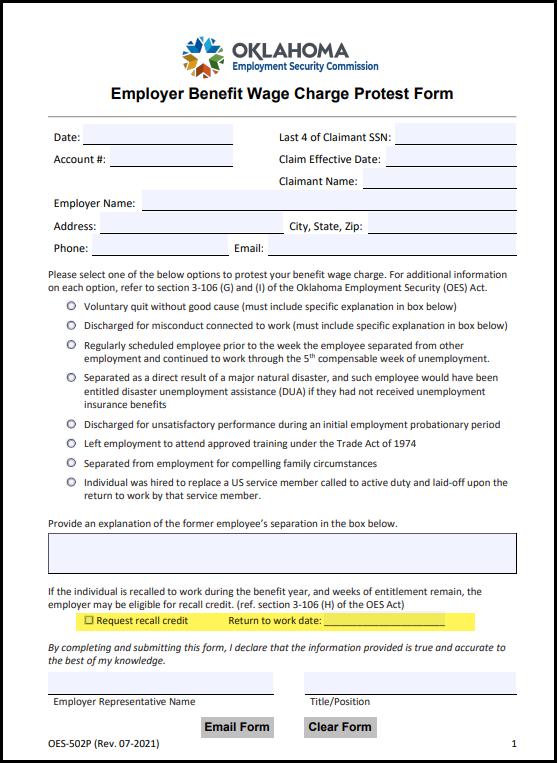 OKLAHOMA
Employment Security Commission
Employer Benefit Wage Charge Protest Form
Date: Last 4 of Claimant SSN:
Account #: Claim Effective Date:
Claimant Name:
Employer Name:
Address: City, State, Zip:
Phone: Email:
Please select one of the below options to protest your benefit wage charge. For additional information
on each option, refer to section 3-106 (G) and (I) of the Oklahoma Employment Security (OES) Act.
Voluntary quit without good cause (must include specific explanation in box below)
Discharged for misconduct connected to work (must include specific explanation in box below)
Regularly scheduled employee prior to the week the employee separated from other
employment and continued to work through the 5th compensable week of unemployment.
Separated as a direct result of a major natural disaster, and such employee would have been
entitled disaster unemployment assistance (DUA) if they had not received unemployment
insurance benefits
Discharged for unsatisfactory performance during an initial employment probationary period
Left employment to attend approved training under the Trade Act of 1974
Separated from employment for compelling family circumstances
Individual was hired to replace a US service member called to active duty and laid-off upon the
return to work by that service member.
Provide an explanation of the former employee's separation in the box below.
If the individual is recalled to work during the benefit year, and weeks of entitlement remain, the
employer may be eligible for recall credit. (ref. section 3-106 (H) of the OES Act)
Request recall credit Return to work date: ____________________
By completing and submitting this form, I declare that the information provided is true and accurate to
the best of my knowledge.
Employer Representative Name Title/Position
Email Form Clear Form
OES-502P (Rev. 07-2021) 1